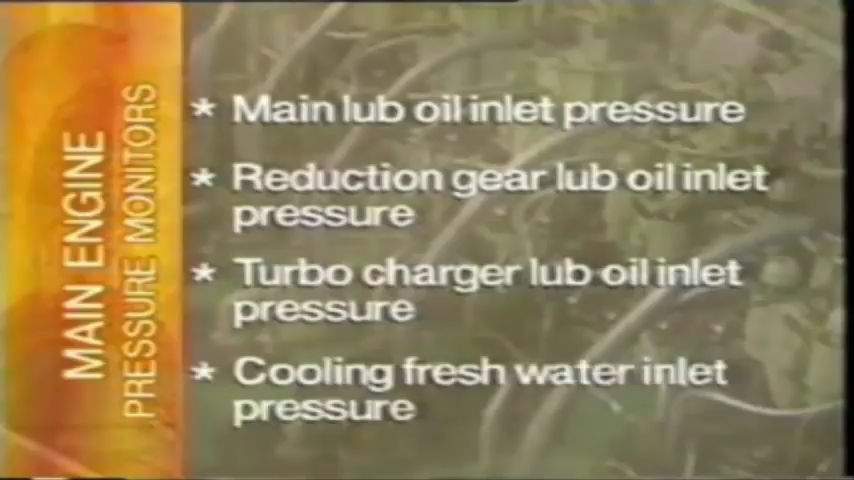 MAIN ENGINE
PRESSURE MONITORS
* Main lub oil inlet pressure
* Reduction gear lub oil inlet
pressure
* Turbo charger lub oil inlet
pressure
* Cooling fresh water inlet
pressure